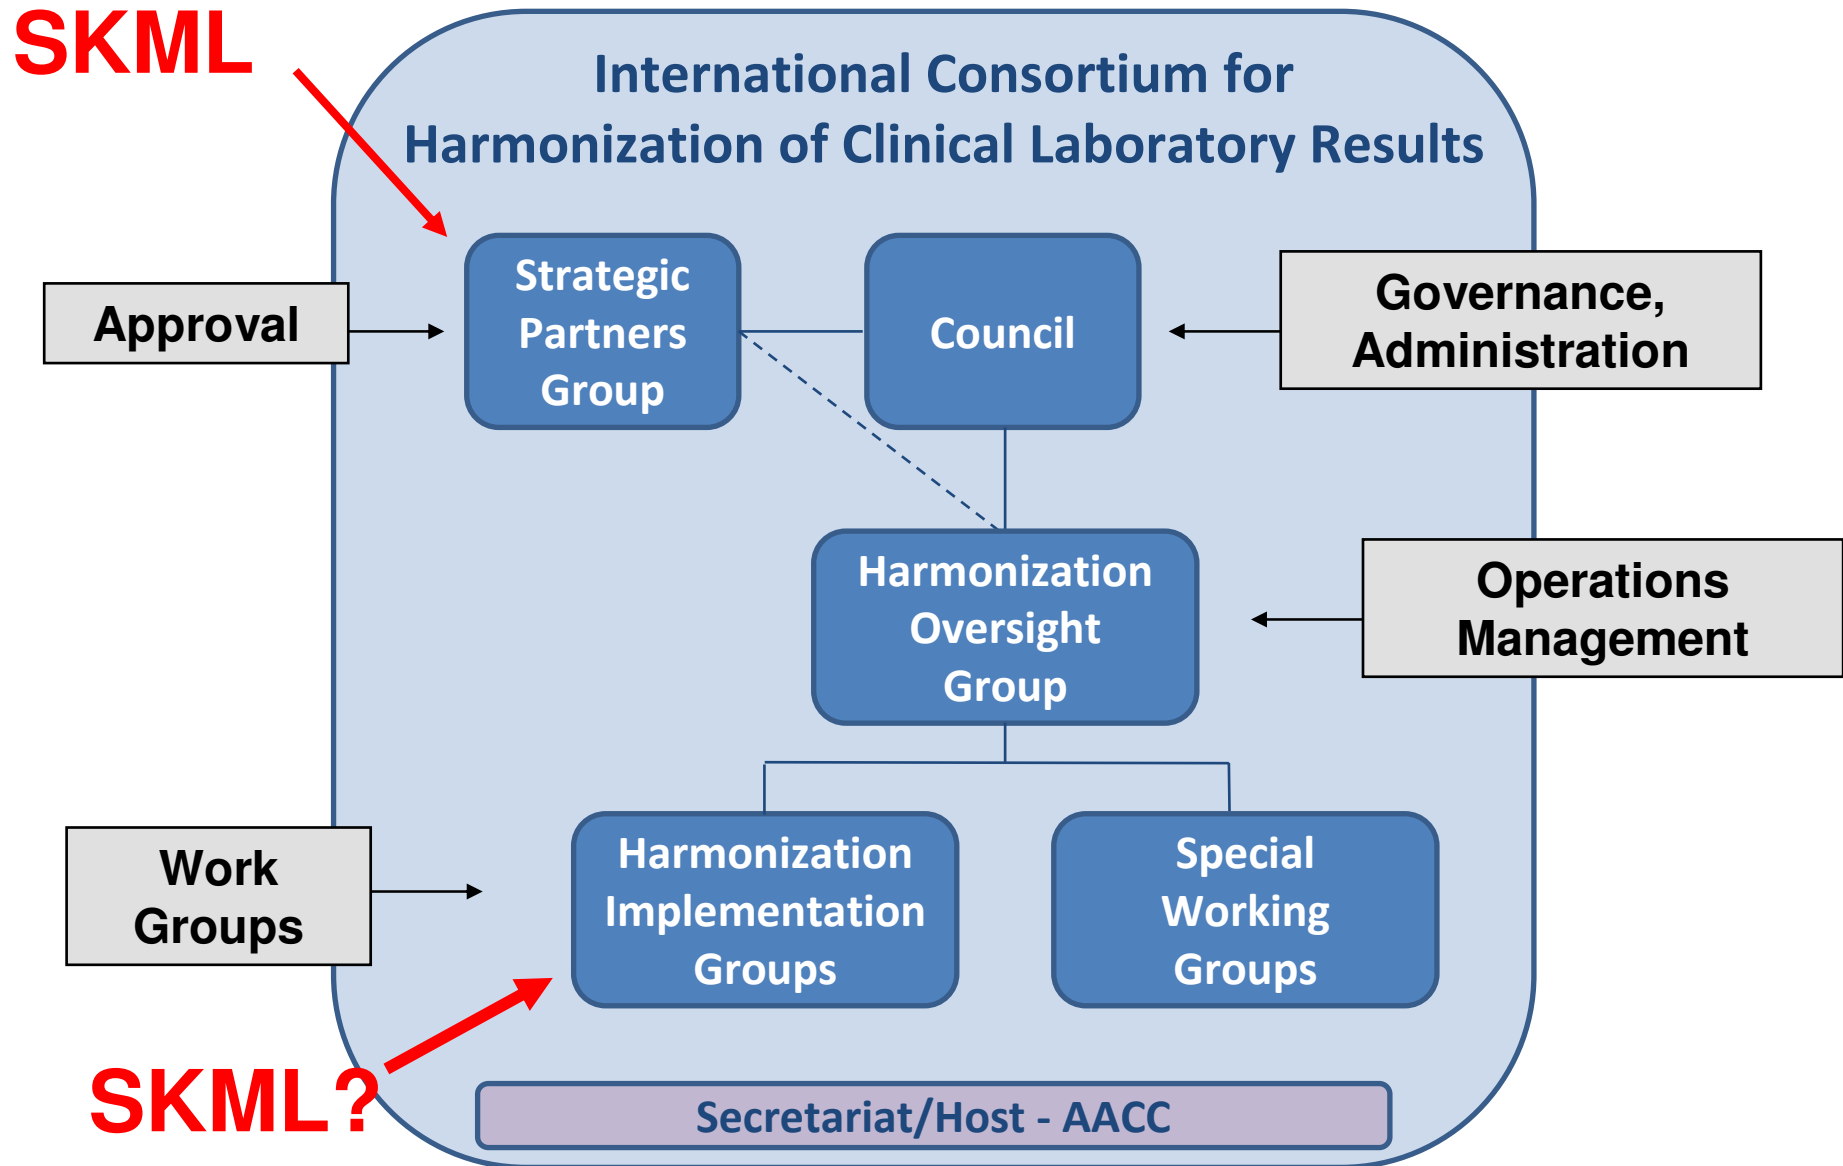 SKML
International Consortium for
Harmonization of Clinical Laboratory Results
Approval
Strategic
Partners
Group
Council
Governance,
Administration
Harmonization
Oversight
Group
Operations
Management
Work
Groups
Harmonization
Implementation
Groups
Special
Working
Groups
SKML?
Secretariat/Host - AACC